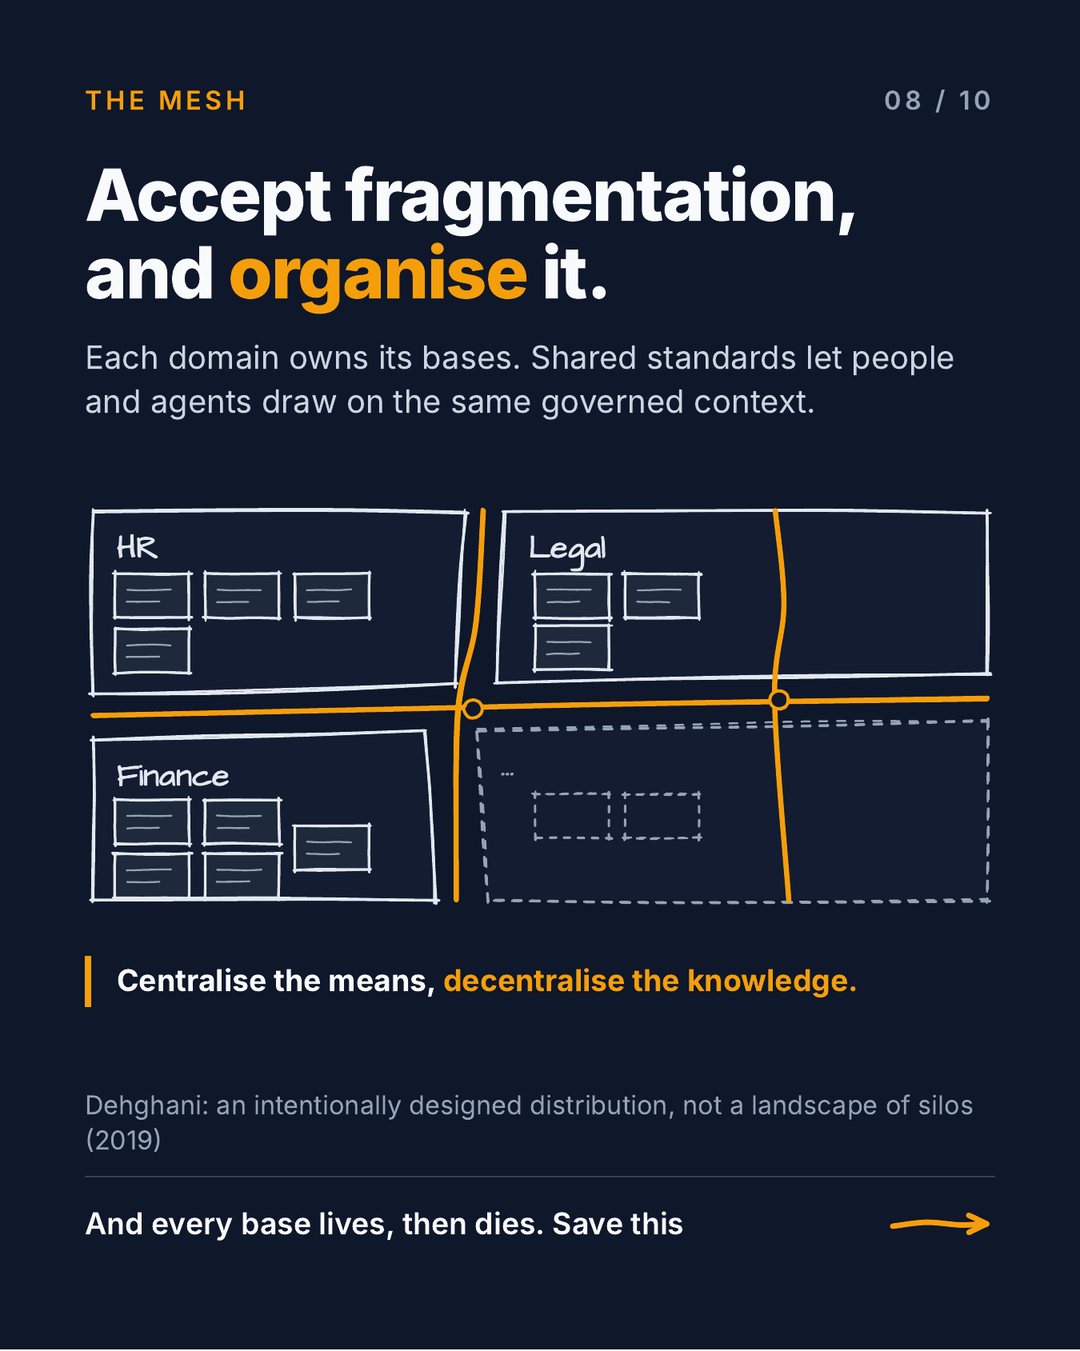 THE MESH
08 / 10
Accept fragmentation,
and organise it.
Each domain owns its bases. Shared standards let people
and agents draw on the same governed context.
HR
Legal
Finance
...
Centralise the means, decentralise the knowledge.
Dehghani: an intentionally designed distribution, not a landscape of silos
(2019)
And every base lives, then dies. Save this